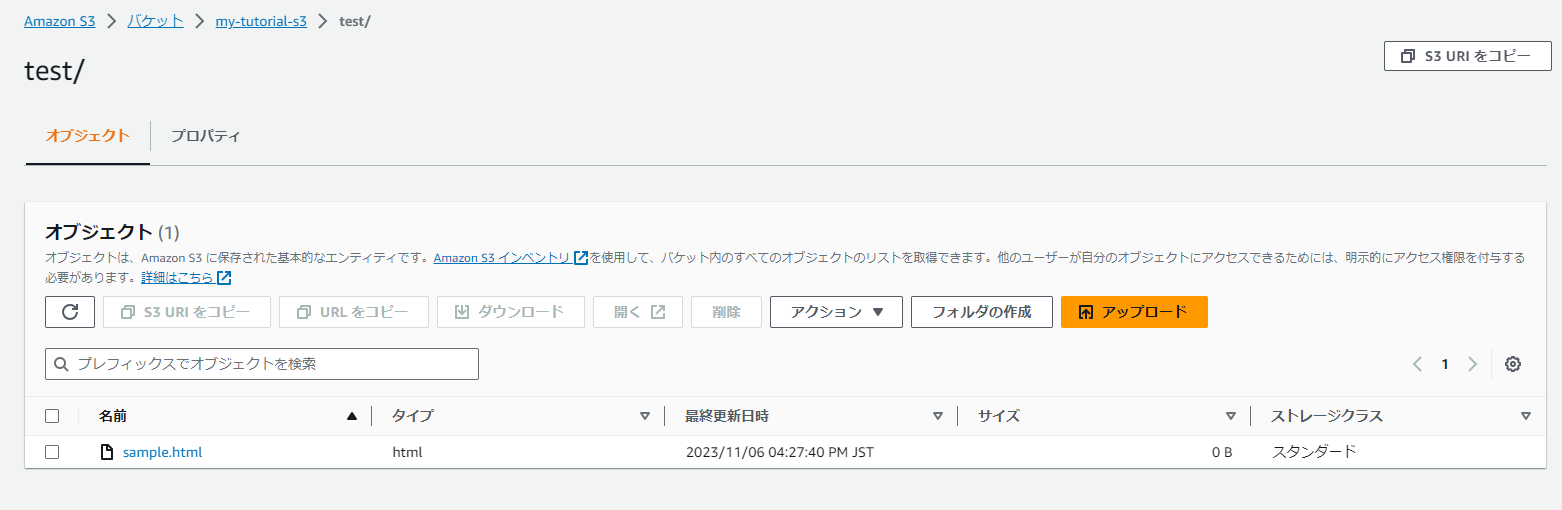 Amazon S3 > バケット > my-tutorial-s3 > test/
test/
S3 URI をコピー
オブジェクト プロパティ
オブジェクト (1)
オブジェクトは、Amazon S3 に保存された基本的なエンティティです。Amazon S3 インベントリ を使用して、バケット内のすべてのオブジェクトのリストを取得できます。他のユーザーが自分のオブジェクトにアクセスできるためには、明示的にアクセス権限を付与する
必要があります。詳細はこちら
S3 URI をコピー URL をコピー ダウンロード 開く 削除 アクション フォルダの作成 アップロード
プレフィックスでオブジェクトを検索 1
名前 タイプ 最終更新日時 サイズ ストレージクラス
sample.html html 2023/11/06 04:27:40 PM JST 0 B スタンダード